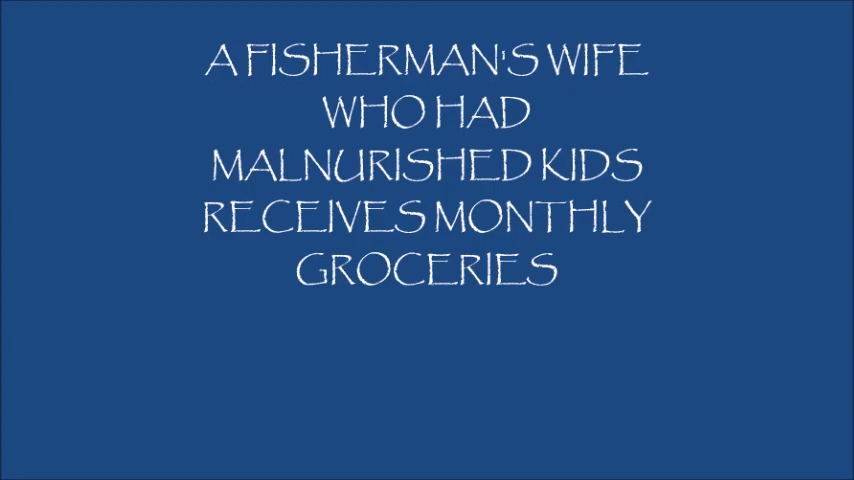 A FISHERMAN'S WIFE
WHO HAD
MALNURISHED KIDS
RECEIVES MONTHLY
GROCERIES